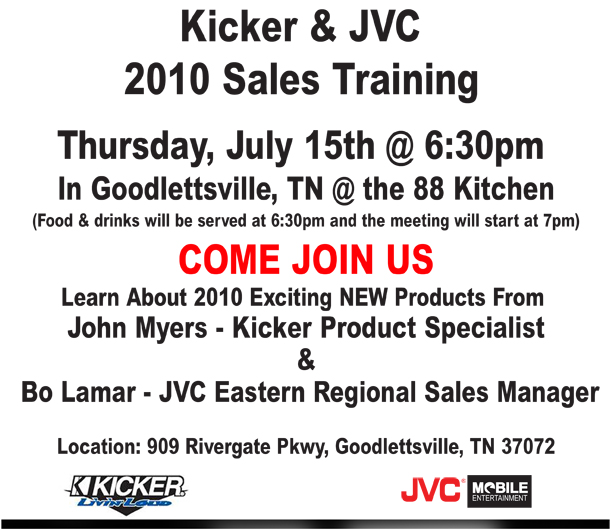 Kicker & JVC
2010 Sales Training
Thursday, July 15th @ 6:30pm
In Goodlettsville, TN @ the 88 Kitchen
(Food & drinks will be served at 6:30pm and the meeting will start at 7pm)
COME JOIN US
Learn About 2010 Exciting NEW Products From
John Myers - Kicker Product Specialist
&
Bo Lamar - JVC Eastern Regional Sales Manager
Location: 909 Rivergate Pkwy, Goodlettsville, TN 37072
KICKER
LIVIN' LOUD
JVC® MOBILE
ENTERTAINMENT